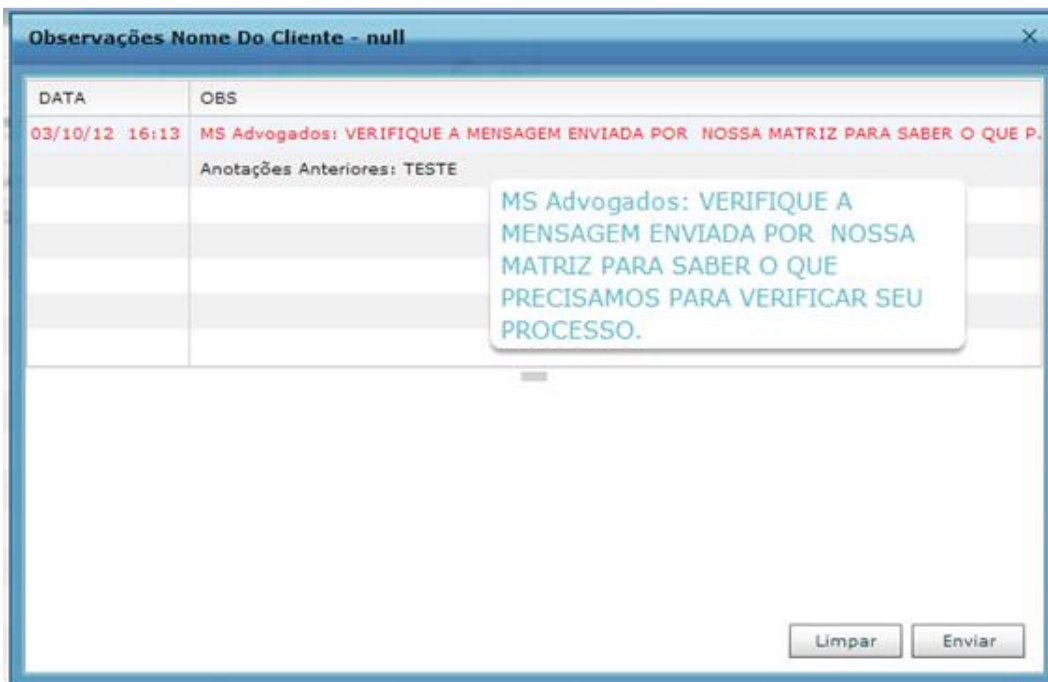 Observações Nome Do Cliente - null
DATA OBS
03/10/12 16:13 MS Advogados: VERIFIQUE A MENSAGEM ENVIADA POR NOSSA MATRIZ PARA SABER O QUE P.
Anotações Anteriores: TESTE
MS Advogados: VERIFIQUE A
MENSAGEM ENVIADA POR NOSSA
MATRIZ PARA SABER O QUE
PRECISAMOS PARA VERIFICAR SEU
PROCESSO.
Limpar Enviar